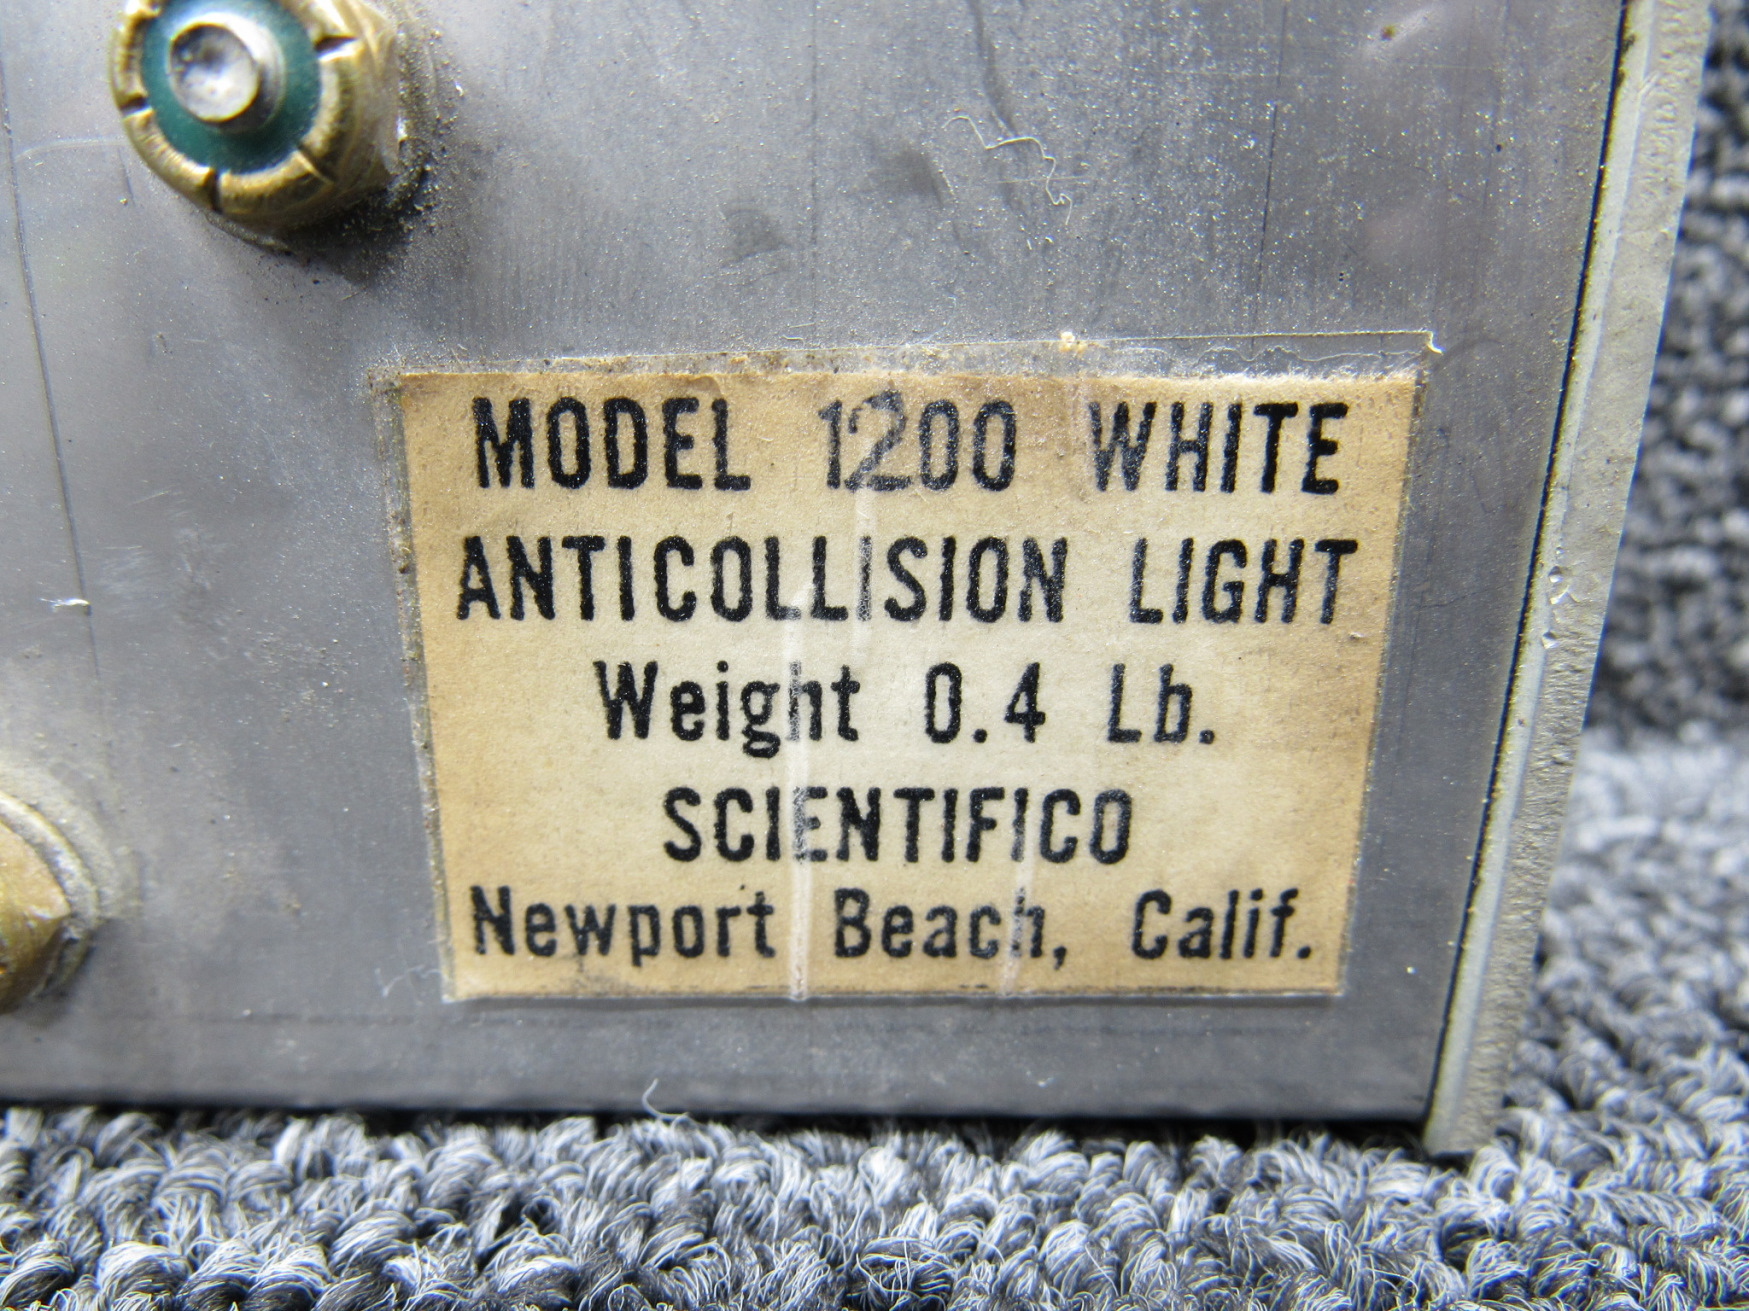 MODEL 1200 WHITE
ANTICOLLISION LIGHT
Weight 0.4 Lb.
SCIENTIFICO
Newport Beach, Calif.